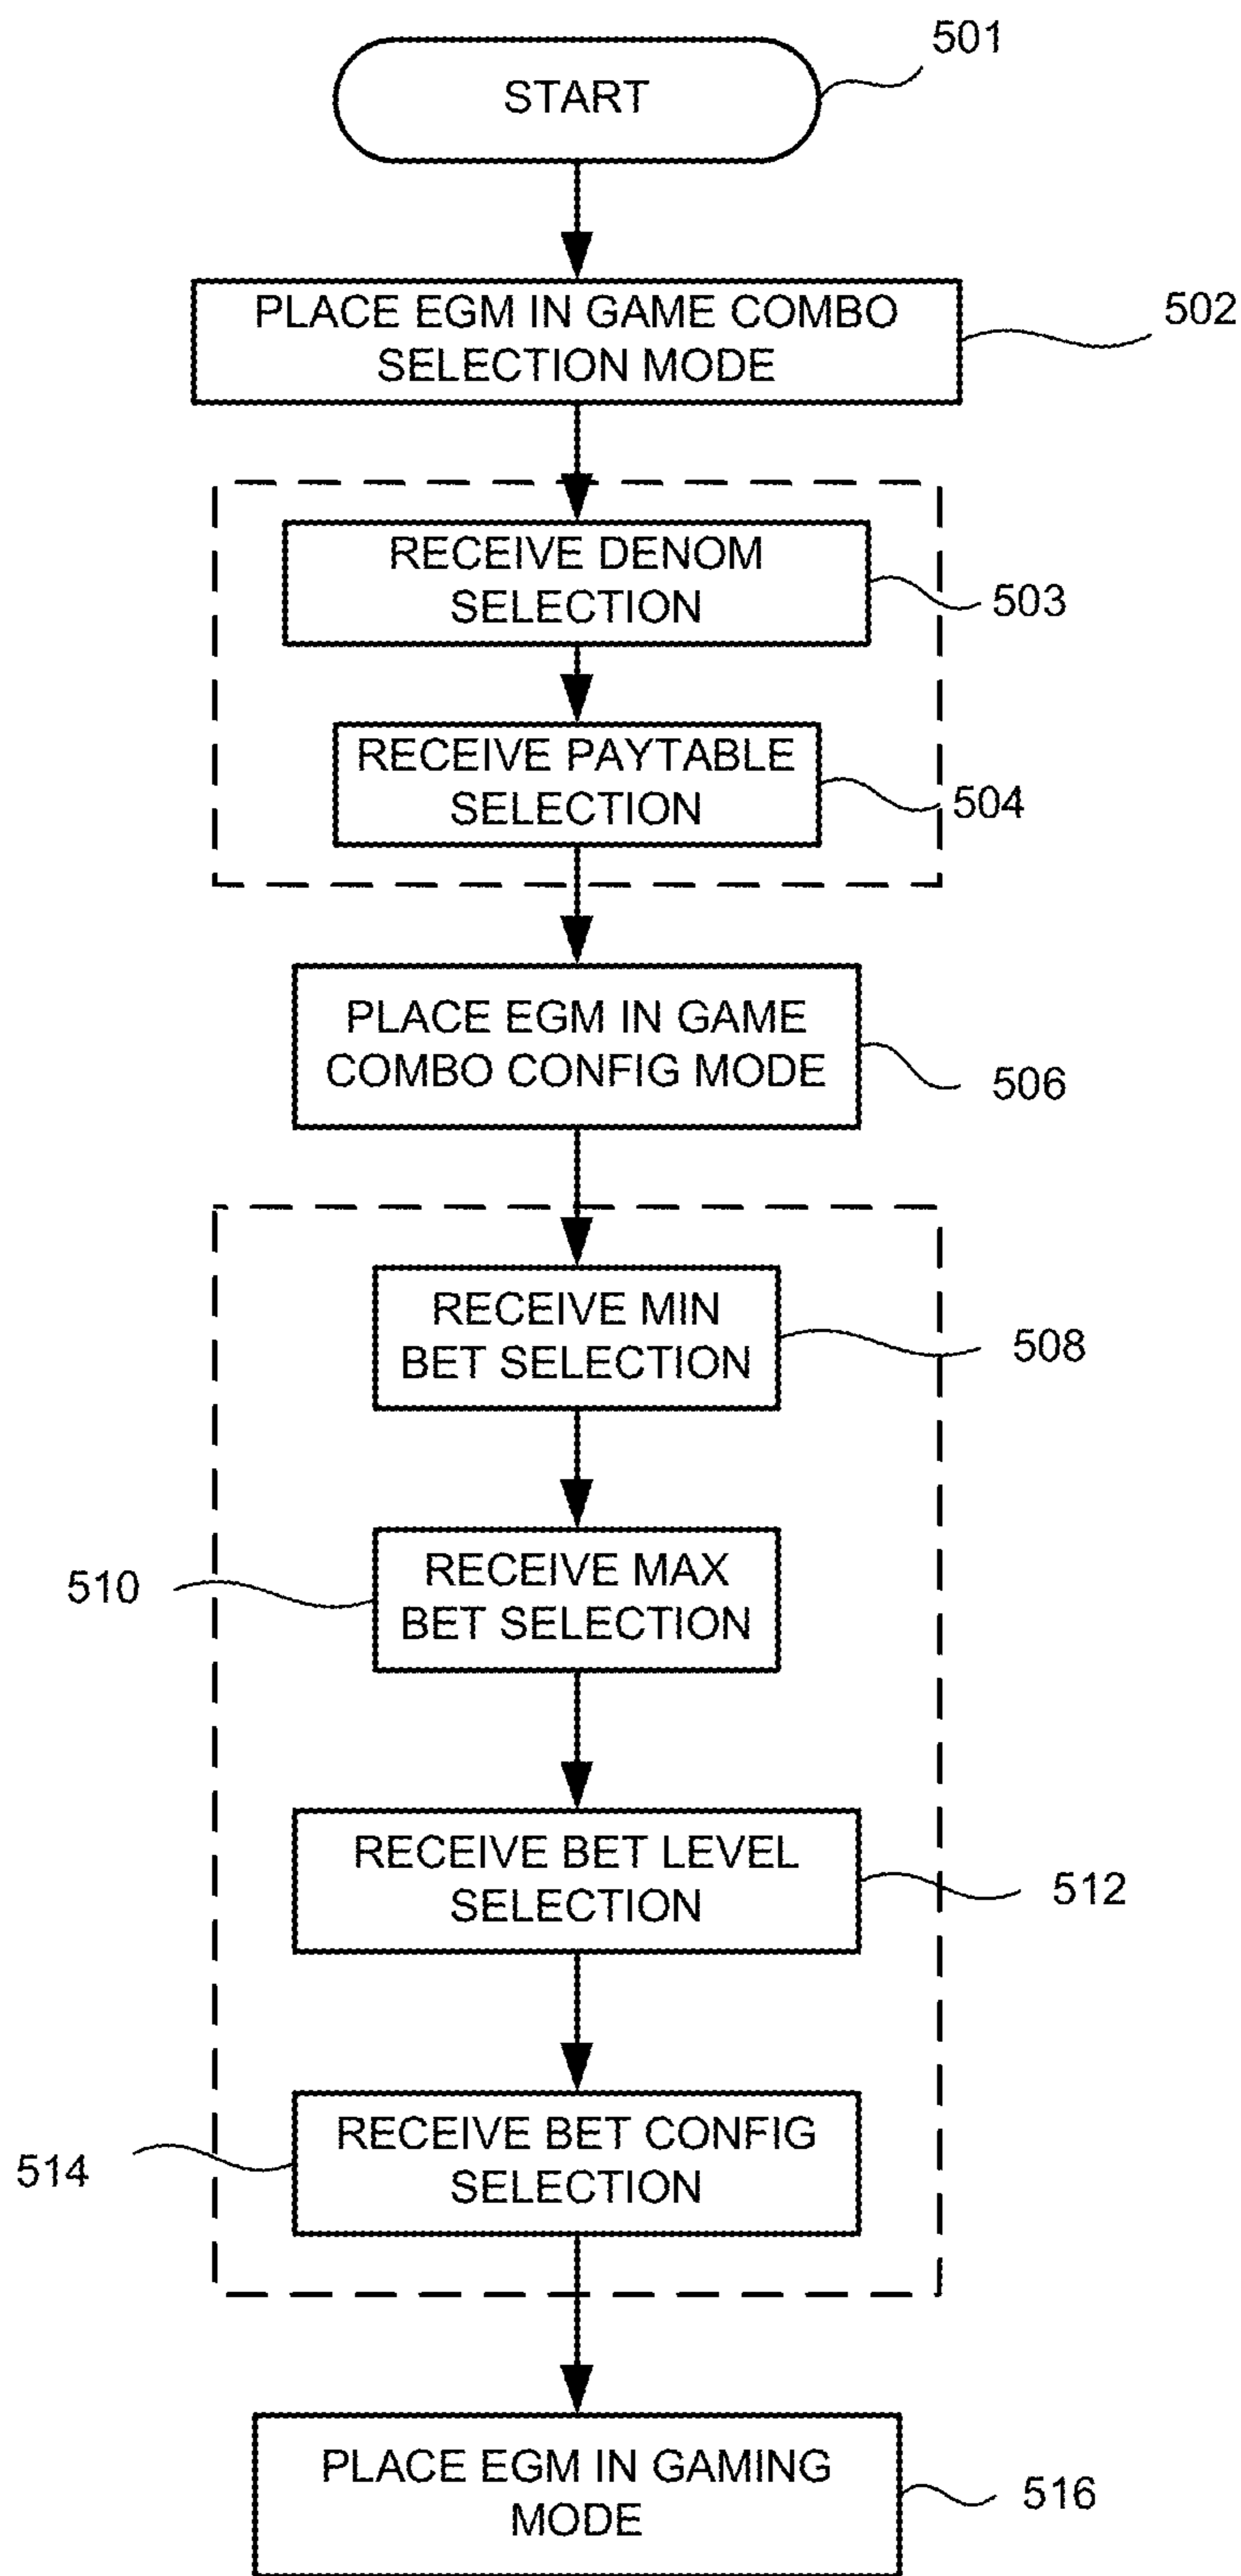 501
START
PLACE EGM IN GAME COMBO
SELECTION MODE
502
RECEIVE DENOM
SELECTION
503
RECEIVE PAYTABLE
SELECTION
504
PLACE EGM IN GAME
COMBO CONFIG MODE
506
RECEIVE MIN
BET SELECTION
508
RECEIVE MAX
BET SELECTION
510
RECEIVE BET LEVEL
SELECTION
512
RECEIVE BET CONFIG
SELECTION
514
PLACE EGM IN GAMING
MODE
516